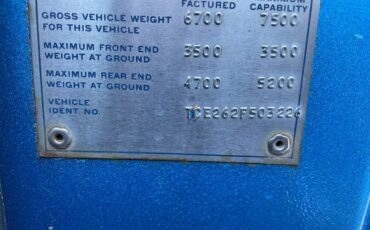 FACTURED
CAPABILITY
GROSS VEHICLE WEIGHT 6700 7500
FOR THIS VEHICLE
MAXIMUM FRONT END 3500 3500
WEIGHT AT GROUND
MAXIMUM REAR END 4700 5200
WEIGHT AT GROUND
VEHICLE
IDENT. NO. TCE262F503226